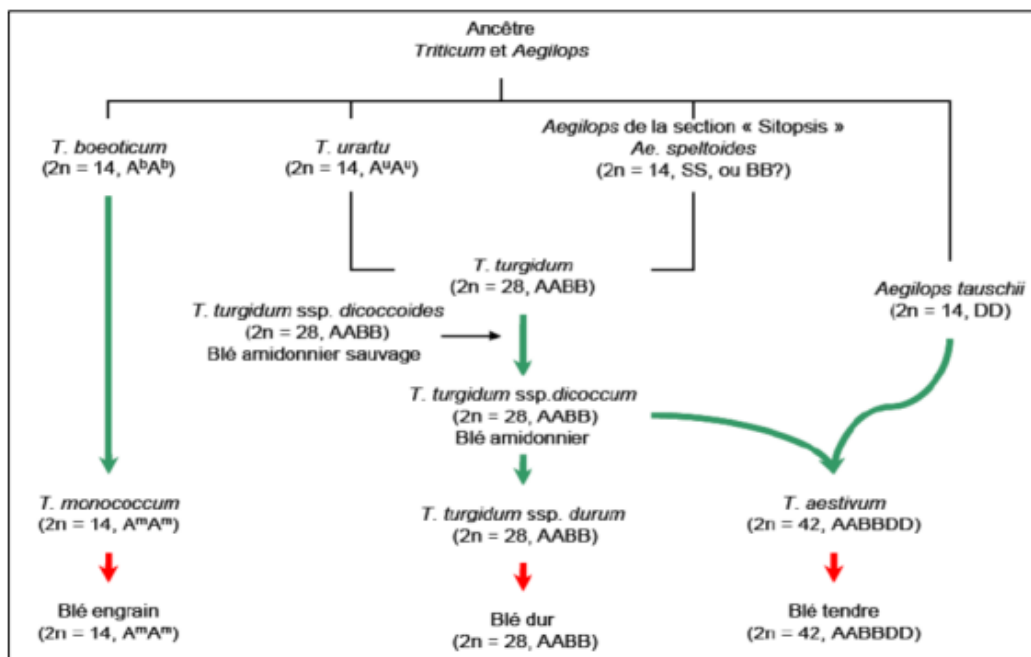 Ancêtre
Triticum et Aegilops
T. boeoticum
(2n = 14, AᵇAᵇ)
T. urartu
(2n = 14, AᵘAᵘ)
Aegilops de la section « Sitopsis »
Ae. speltoides
(2n = 14, SS, ou BB?)
T. turgidum
(2n = 28, AABB)
Aegilops tauschii
(2n = 14, DD)
T. turgidum ssp. dicoccoides
(2n = 28, AABB)
Blé amidonnier sauvage
T. turgidum ssp.dicoccum
(2n = 28, AABB)
Blé amidonnier
T. monococcum
(2n = 14, AᵐAᵐ)
T. turgidum ssp. durum
(2n = 28, AABB)
T. aestivum
(2n = 42, AABBDD)
Blé engrain
(2n = 14, AᵐAᵐ)
Blé dur
(2n = 28, AABB)
Blé tendre
(2n = 42, AABBDD)